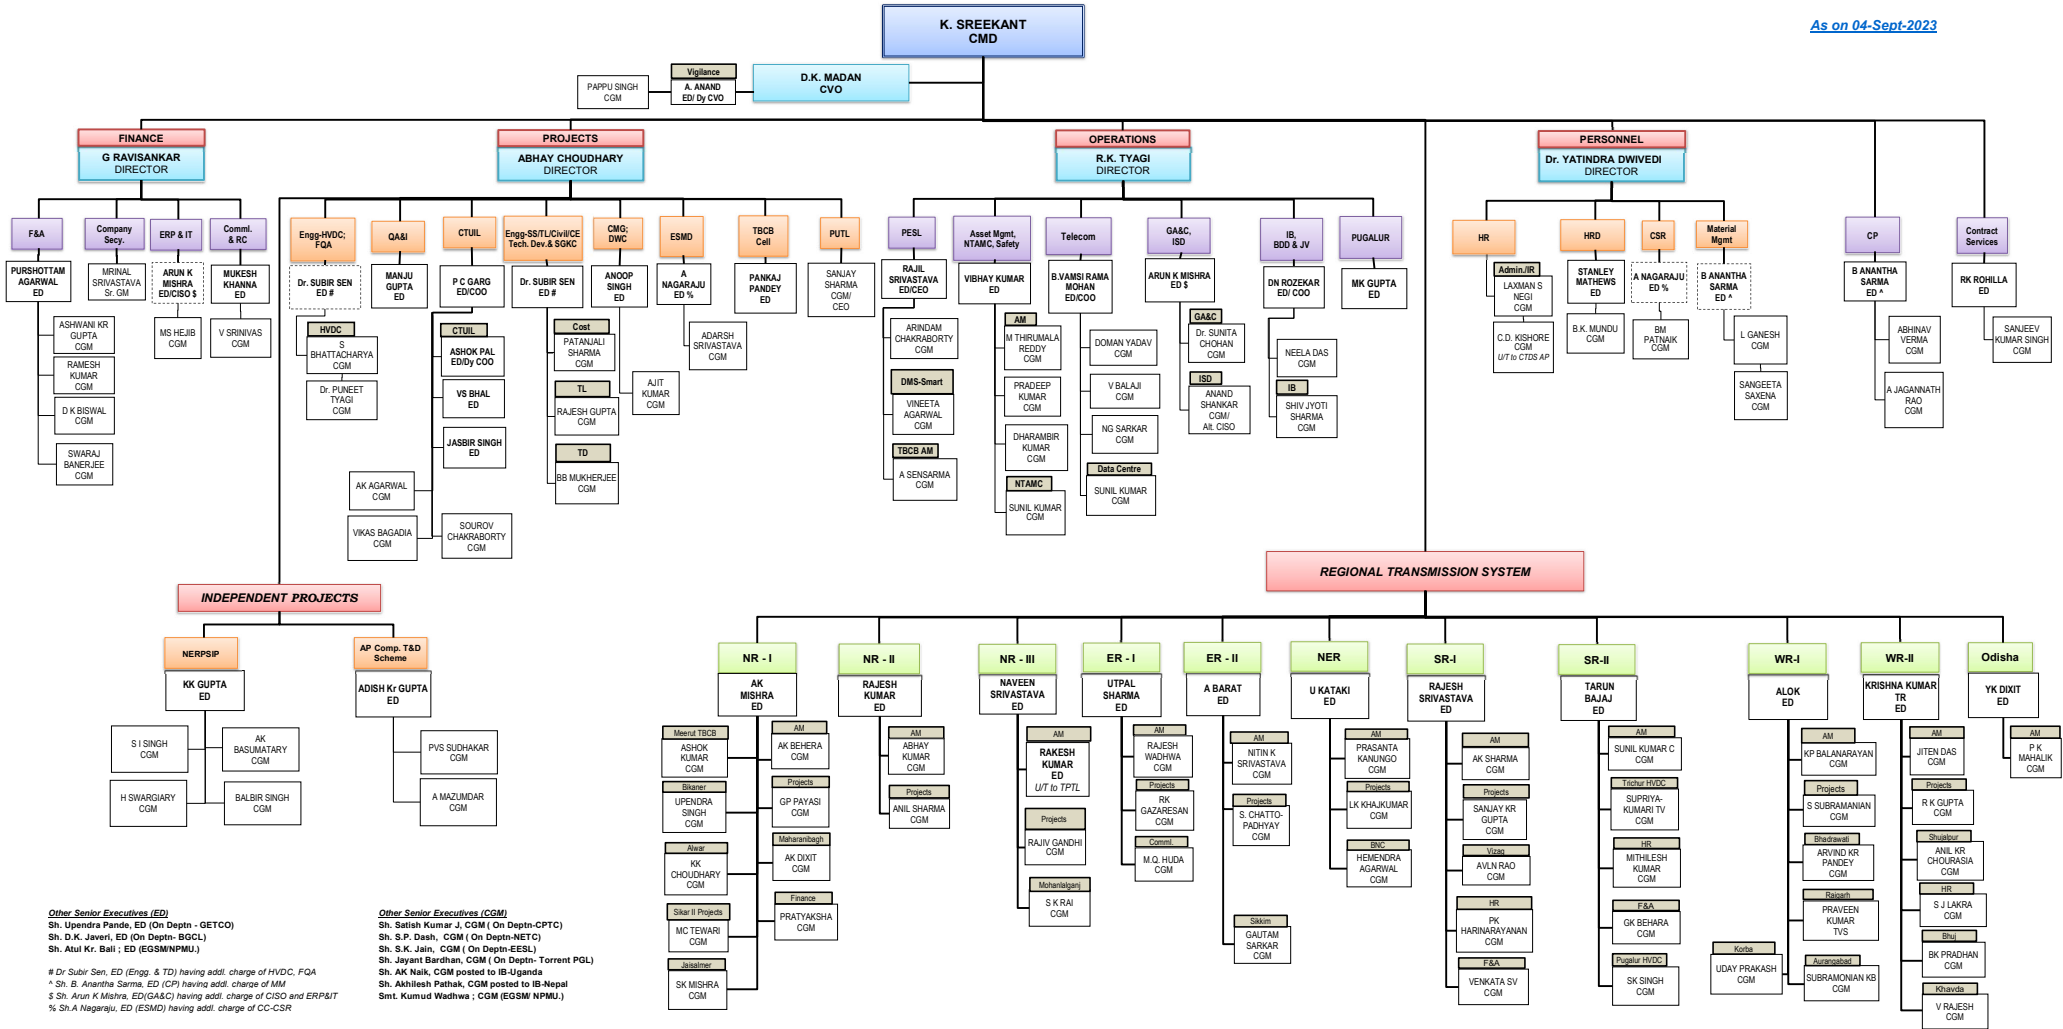 K. SREEKANT
CMD
As on 04-Sept-2023
D.K. MADAN
CVO
Vigilance
A. ANAND
ED/ Dy CVO
PAPPU SINGH
CGM
FINANCE
G RAVISANKAR
DIRECTOR
PROJECTS
ABHAY CHOUDHARY
DIRECTOR
OPERATIONS
R.K. TYAGI
DIRECTOR
PERSONNEL
Dr. YATINDRA DWIVEDI
DIRECTOR
F&A
PURSHOTTAM
AGARWAL
ED
ASHWANI KR
GUPTA
CGM
RAMESH
KUMAR
CGM
D K BISWAL
CGM
SWARAJ
BANERJEE
CGM
Company
Secy.
MRINAL
SRIVASTAVA
Sr. GM
ERP & IT
ARUN K
MISHRA
ED/CISO $
MS HEJIB
CGM
Comml.
& RC
MUKESH
KHANNA
ED
V SRINIVAS
CGM
Engg-HVDC;
FQA
Dr. SUBIR SEN
ED #
HVDC
S
BHATTACHARYA
CGM
Dr. PUNEET
TYAGI
CGM
QA&I
MANJU
GUPTA
ED
CTUIL
P C GARG
ED/COO
CTUIL
ASHOK PAL
ED/Dy COO
VS BHAL
ED
JASBIR SINGH
ED
AK AGARWAL
CGM
VIKAS BAGADIA
CGM
SOUROV
CHAKRABORTY
CGM
Engg-SS/TL/Civil/CE
Tech. Dev.& SGKC
Dr. SUBIR SEN
ED #
Cost
PATANJALI
SHARMA
CGM
TL
RAJESH GUPTA
CGM
TD
BB MUKHERJEE
CGM
CMG;
DWC
ANOOP
SINGH
ED
AJIT
KUMAR
CGM
ESMD
A
NAGARAJU
ED %
ADARSH
SRIVASTAVA
CGM
TBCB
Cell
PANKAJ
PANDEY
ED
PUTL
SANJAY
SHARMA
CGM/
CEO
PESL
RAJIL
SRIVASTAVA
ED/CEO
ARINDAM
CHAKRABORTY
CGM
DMS-Smart
VINEETA
AGARWAL
CGM
TBCB AM
A SENSARMA
CGM
Asset Mgmt,
NTAMC, Safety
VIBHAY KUMAR
ED
AM
M THIRUMALA
REDDY
CGM
PRADEEP
KUMAR
CGM
DHARAMBIR
KUMAR
CGM
NTAMC
SUNIL KUMAR
CGM
Telecom
B.VAMSI RAMA
MOHAN
ED/COO
DOMAN YADAV
CGM
V BALAJI
CGM
NG SARKAR
CGM
Data Centre
SUNIL KUMAR
CGM
GA&C,
ISD
ARUN K MISHRA
ED $
GA&C
Dr. SUNITA
CHOHAN
CGM
ISD
ANAND
SHANKAR
CGM/
Alt. CISO
IB,
BDD & JV
DN ROZEKAR
ED/ COO
NEELA DAS
CGM
IB
SHIV JYOTI
SHARMA
CGM
PUGALUR
MK GUPTA
ED
HR
Admin./IR
LAXMAN S
NEGI
CGM
C.D. KISHORE
CGM
U/T to CTDS AP
HRD
STANLEY
MATHEWS
ED
B.K. MUNDU
CGM
CSR
A NAGARAJU
ED %
BM
PATNAIK
CGM
Material
Mgmt
B ANANTHA
SARMA
ED ^
L GANESH
CGM
SANGEETA
SAXENA
CGM
CP
B ANANTHA
SARMA
ED ^
ABHINAV
VERMA
CGM
A JAGANNATH
RAO
CGM
Contract
Services
RK ROHILLA
ED
SANJEEV
KUMAR SINGH
CGM
INDEPENDENT PROJECTS
NERPSIP
KK GUPTA
ED
S I SINGH
CGM
AK
BASUMATARY
CGM
H SWARGIARY
CGM
BALBIR SINGH
CGM
AP Comp. T&D
Scheme
ADISH Kr GUPTA
ED
PVS SUDHAKAR
CGM
A MAZUMDAR
CGM
REGIONAL TRANSMISSION SYSTEM
NR - I
AK
MISHRA
ED
Meerut TBCB
ASHOK
KUMAR
CGM
Bikaner
UPENDRA
SINGH
CGM
Alwar
KK
CHOUDHARY
CGM
Sikar II Projects
MC TEWARI
CGM
Jaisalmer
SK MISHRA
CGM
AM
AK BEHERA
CGM
Projects
GP PAYASI
CGM
Maharanibagh
AK DIXIT
CGM
Finance
PRATYAKSHA
CGM
NR - II
RAJESH
KUMAR
ED
AM
ABHAY
KUMAR
CGM
Projects
ANIL SHARMA
CGM
NR - III
NAVEEN
SRIVASTAVA
ED
AM
RAKESH
KUMAR
ED
U/T to TPTL
Projects
RAJIV GANDHI
CGM
Mohanlalganj
S K RAI
CGM
ER - I
UTPAL
SHARMA
ED
AM
RAJESH
WADHWA
CGM
Projects
RK
GAZARESAN
CGM
Comml.
M.Q. HUDA
CGM
ER - II
A BARAT
ED
AM
NITIN K
SRIVASTAVA
CGM
Projects
S. CHATTO-
PADHYAY
CGM
Sikkim
GAUTAM
SARKAR
CGM
NER
U KATAKI
ED
AM
PRASANTA
KANUNGO
CGM
Projects
LK KHAJKUMAR
CGM
BNC
HEMENDRA
AGARWAL
CGM
SR-I
RAJESH
SRIVASTAVA
ED
AM
AK SHARMA
CGM
Projects
SANJAY KR
GUPTA
CGM
Vizag
AVLN RAO
CGM
HR
PK
HARINARAYANAN
CGM
F&A
VENKATA SV
CGM
SR-II
TARUN
BAJAJ
ED
AM
SUNIL KUMAR C
CGM
Trichur HVDC
SUPRIYA-
KUMARI TV
CGM
HR
MITHILESH
KUMAR
CGM
F&A
GK BEHARA
CGM
Pugalur HVDC
SK SINGH
CGM
WR-I
ALOK
ED
AM
KP BALANARAYAN
CGM
Projects
S SUBRAMANIAN
CGM
Bhadrawati
ARVIND KR
PANDEY
CGM
Raigarh
PRAVEEN
KUMAR
TVS
Korba
UDAY PRAKASH
CGM
Aurangabad
SUBRAMONIAN KB
CGM
WR-II
KRISHNA KUMAR
TR
ED
AM
JITEN DAS
CGM
Projects
R K GUPTA
CGM
Shujalpur
ANIL KR
CHOURASIA
CGM
HR
S J LAKRA
CGM
Bhuj
BK PRADHAN
CGM
Khavda
V RAJESH
CGM
Odisha
YK DIXIT
ED
AM
P K
MAHALIK
CGM
Other Senior Executives (ED)
Sh. Upendra Pande, ED (On Deptn - GETCO)
Sh. D.K. Javeri, ED (On Deptn- BGCL)
Sh. Atul Kr. Bali ; ED (EGSM/NPMU.)
# Dr Subir Sen, ED (Engg. & TD) having addl. charge of HVDC, FQA
^ Sh. B. Anantha Sarma, ED (CP) having addl. charge of MM
$ Sh. Arun K Mishra, ED(GA&C) having addl. charge of CISO and ERP&IT
% Sh.A Nagaraju, ED (ESMD) having addl. charge of CC-CSR
Other Senior Executives (CGM)
Sh. Satish Kumar J, CGM ( On Deptn-CPTC)
Sh. S.P. Dash, CGM ( On Deptn-NETC)
Sh. S.K. Jain, CGM ( On Deptn-EESL)
Sh. Jayant Bardhan, CGM ( On Deptn- Torrent PGL)
Sh. AK Naik, CGM posted to IB-Uganda
Sh. Akhilesh Pathak, CGM posted to IB-Nepal
Smt. Kumud Wadhwa ; CGM (EGSM/ NPMU.)